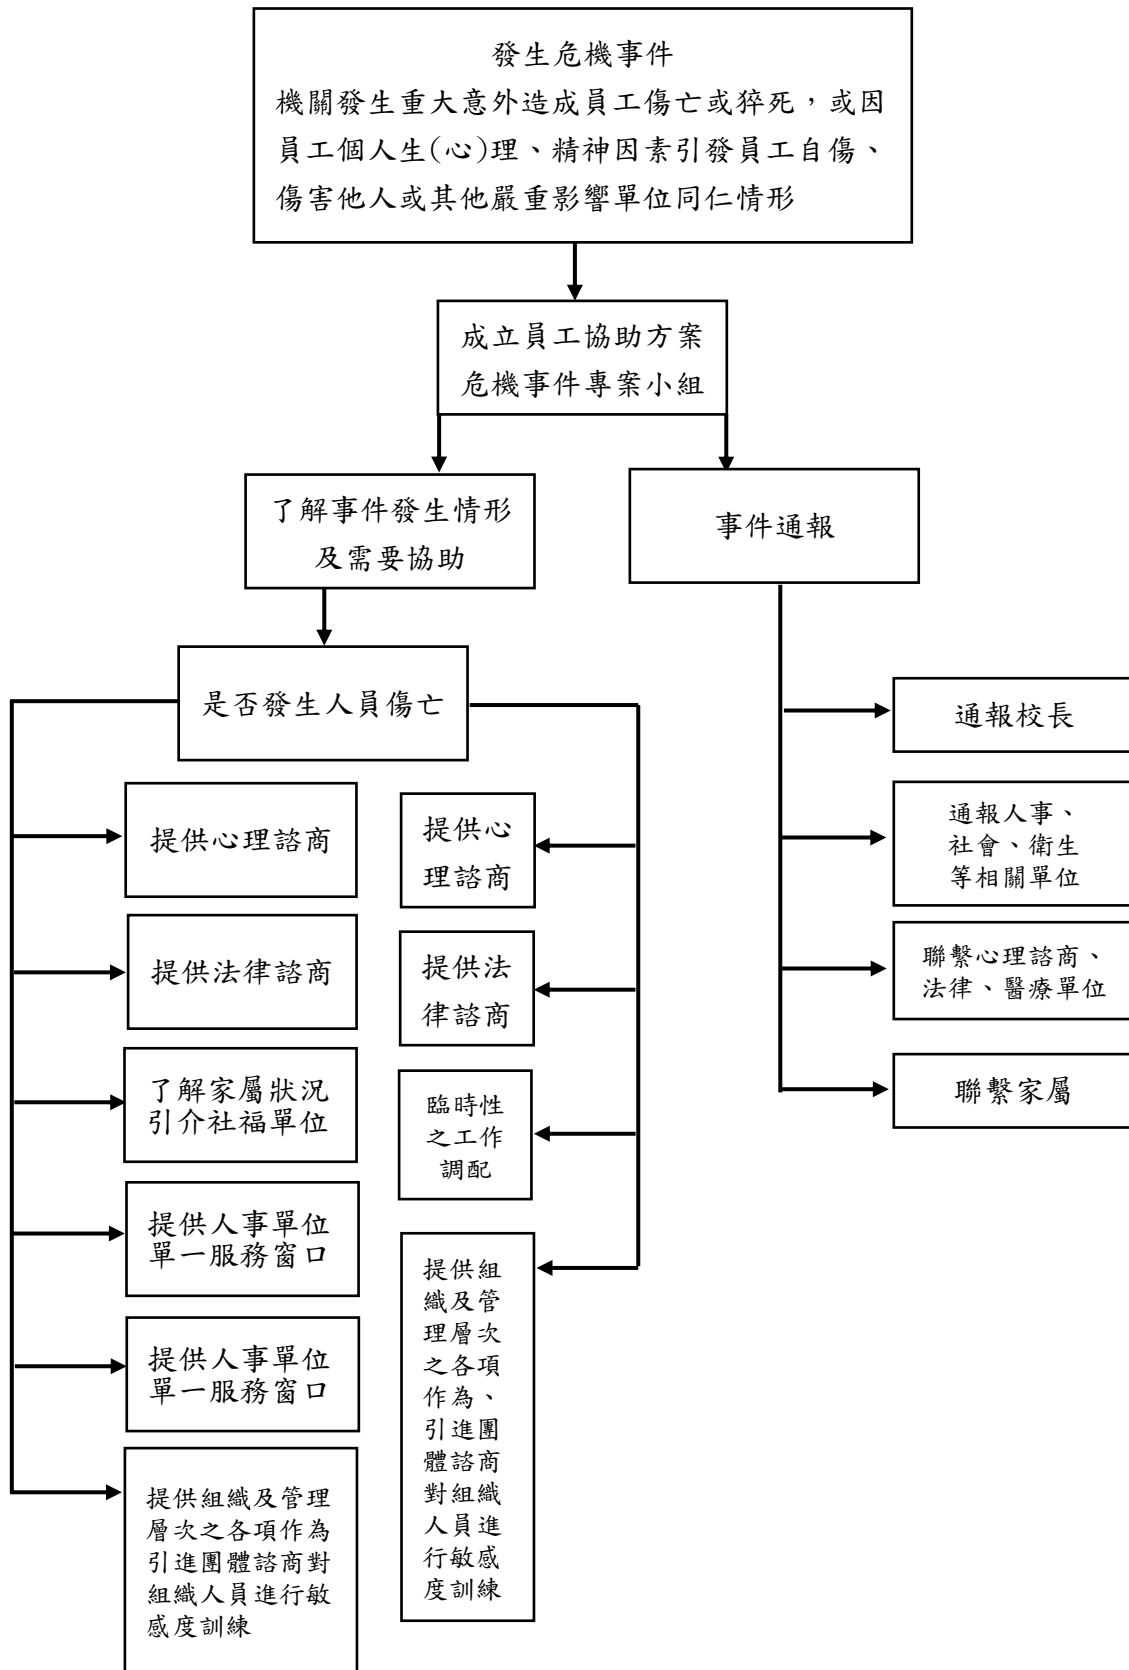 發生危機事件
機關發生重大意外造成員工傷亡或猝死，或因
員工個人生(心)理、精神因素引發員工自傷、
傷害他人或其他嚴重影響單位同仁情形
成立員工協助方案
危機事件專案小組
了解事件發生情形
及需要協助
事件通報
是否發生人員傷亡
提供心理諮商
提供法律諮商
了解家屬狀況
引介社福單位
提供人事單位
單一服務窗口
提供人事單位
單一服務窗口
提供組織及管理
層次之各項作為
引進團體諮商對
組織人員進行敏
感度訓練
提供心
理諮商
提供法
律諮商
臨時性
之工作
調配
提供組
織及管
理層次
之各項
作為、
引進團
體諮商
對組織
人員進
行敏感
度訓練
通報校長
通報人事、
社會、衛生
等相關單位
聯繫心理諮商、
法律、醫療單位
聯繫家屬